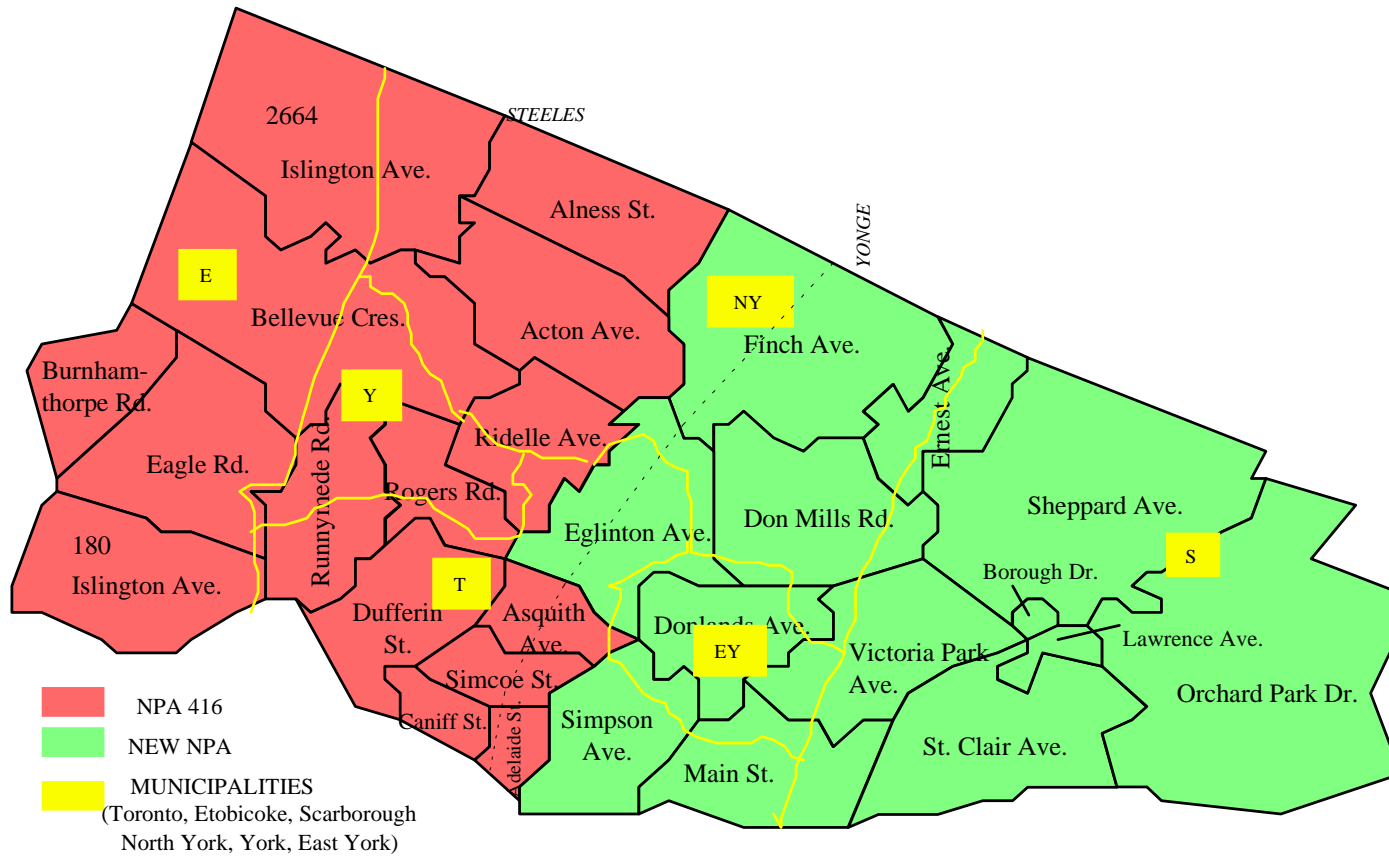 2664
Islington Ave.
STEELES
Alness St.
YONGE
E
NY
Bellevue Cres.
Acton Ave.
Finch Ave.
Ernest Ave.
Burnham-
thorpe Rd.
Y
Runnymede Rd.
Ridelle Ave.
Eagle Rd.
Rogers Rd.
Eglinton Ave.
Don Mills Rd.
Sheppard Ave.
180
Islington Ave.
T
S
Borough Dr.
Dufferin
St.
Asquith
Ave.
Donlands Ave.
EY
Victoria Park
Ave.
Lawrence Ave.
Simcoe St.
Orchard Park Dr.
Caniff St.
delaide St.
Simpson
Ave.
St. Clair Ave.
Main St.
NPA 416
NEW NPA
MUNICIPALITIES
(Toronto, Etobicoke, Scarborough
North York, York, East York)